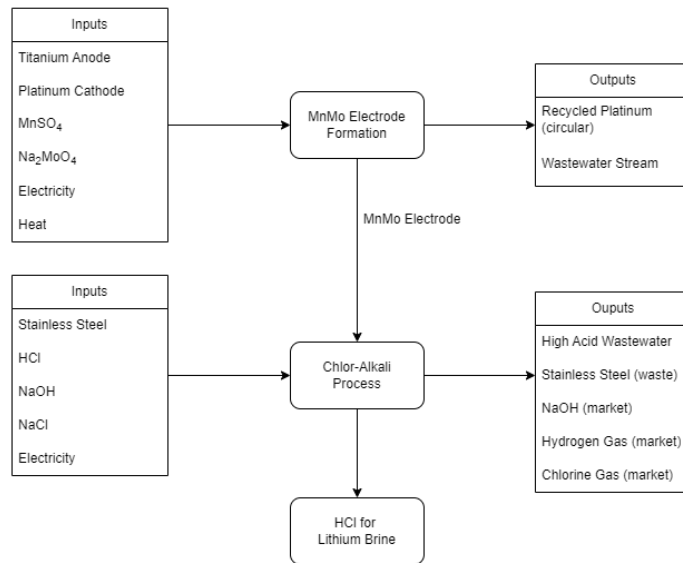 Inputs
Titanium Anode
Platinum Cathode
MnSO₄
Na₂MoO₄
Electricity
Heat
MnMo Electrode
Formation
Outputs
Recycled Platinum
(circular)
Wastewater Stream
MnMo Electrode
Inputs
Stainless Steel
HCl
NaOH
NaCl
Electricity
Chlor-Alkali
Process
Ouputs
High Acid Wastewater
Stainless Steel (waste)
NaOH (market)
Hydrogen Gas (market)
Chlorine Gas (market)
HCl for
Lithium Brine